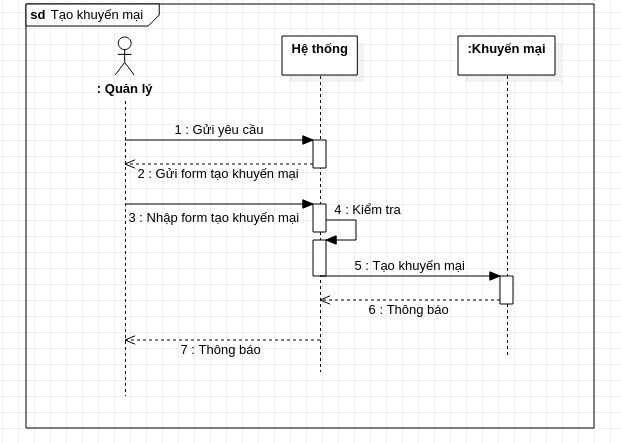 sd Tạo khuyến mại
Hệ thống
:Khuyến mại
: Quản lý
1 : Gửi yêu cầu
2 : Gửi form tạo khuyến mại
3 : Nhập form tạo khuyến mại
4 : Kiểm tra
5 : Tạo khuyến mại
6 : Thông báo
7 : Thông báo